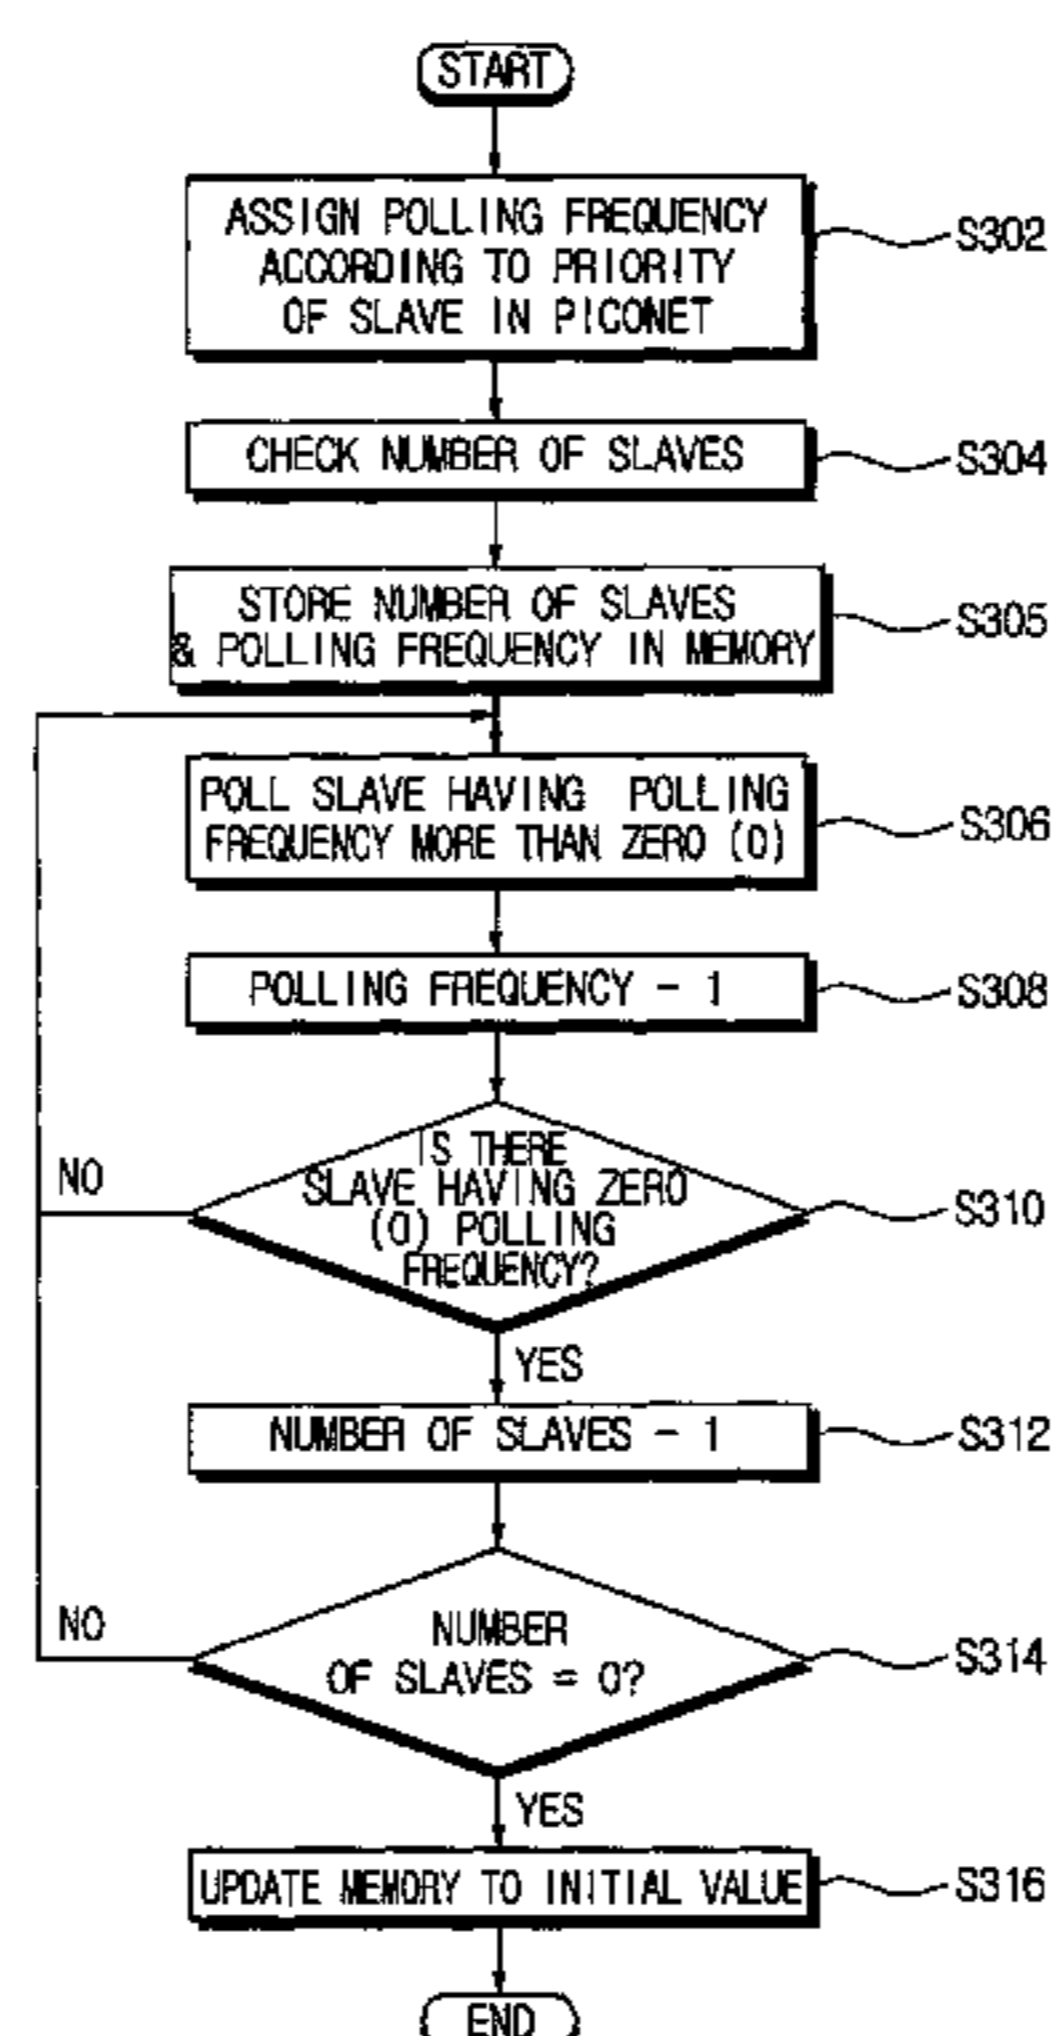 START
ASSIGN POLLING FREQUENCY
ACCORDING TO PRIORITY
OF SLAVE IN PICONET
S302
CHECK NUMBER OF SLAVES
S304
STORE NUMBER OF SLAVES
& POLLING FREQUENCY IN MEMORY
S305
POLL SLAVE HAVING POLLING
FREQUENCY MORE THAN ZERO (0)
S306
POLLING FREQUENCY - 1
S308
IS THERE
SLAVE HAVING ZERO
(0) POLLING
FREQUENCY?
S310
NO
YES
NUMBER OF SLAVES - 1
S312
NUMBER
OF SLAVES = 0?
S314
NO
YES
UPDATE MEMORY TO INITIAL VALUE
S316
END